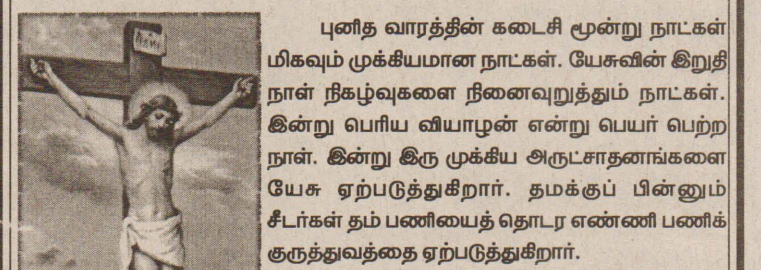 புனித வாரத்தின் கடைசி மூன்று நாட்கள்
மிகவும் முக்கியமான நாட்கள். யேசுவின் இறுதி
நாள் நிகழ்வுகளை நினைவுறுத்தும் நாட்கள்.
இன்று பெரிய வியாழன் என்று பெயர் பெற்ற
நாள். இன்று இரு முக்கிய அருட்சாதனங்களை
யேசு ஏற்படுத்துகிறார். தமக்குப் பின்னும்
சீடர்கள் தம் பணியைத் தொடர எண்ணி பணிக்
குருத்துவத்தை ஏற்படுத்துகிறார்.